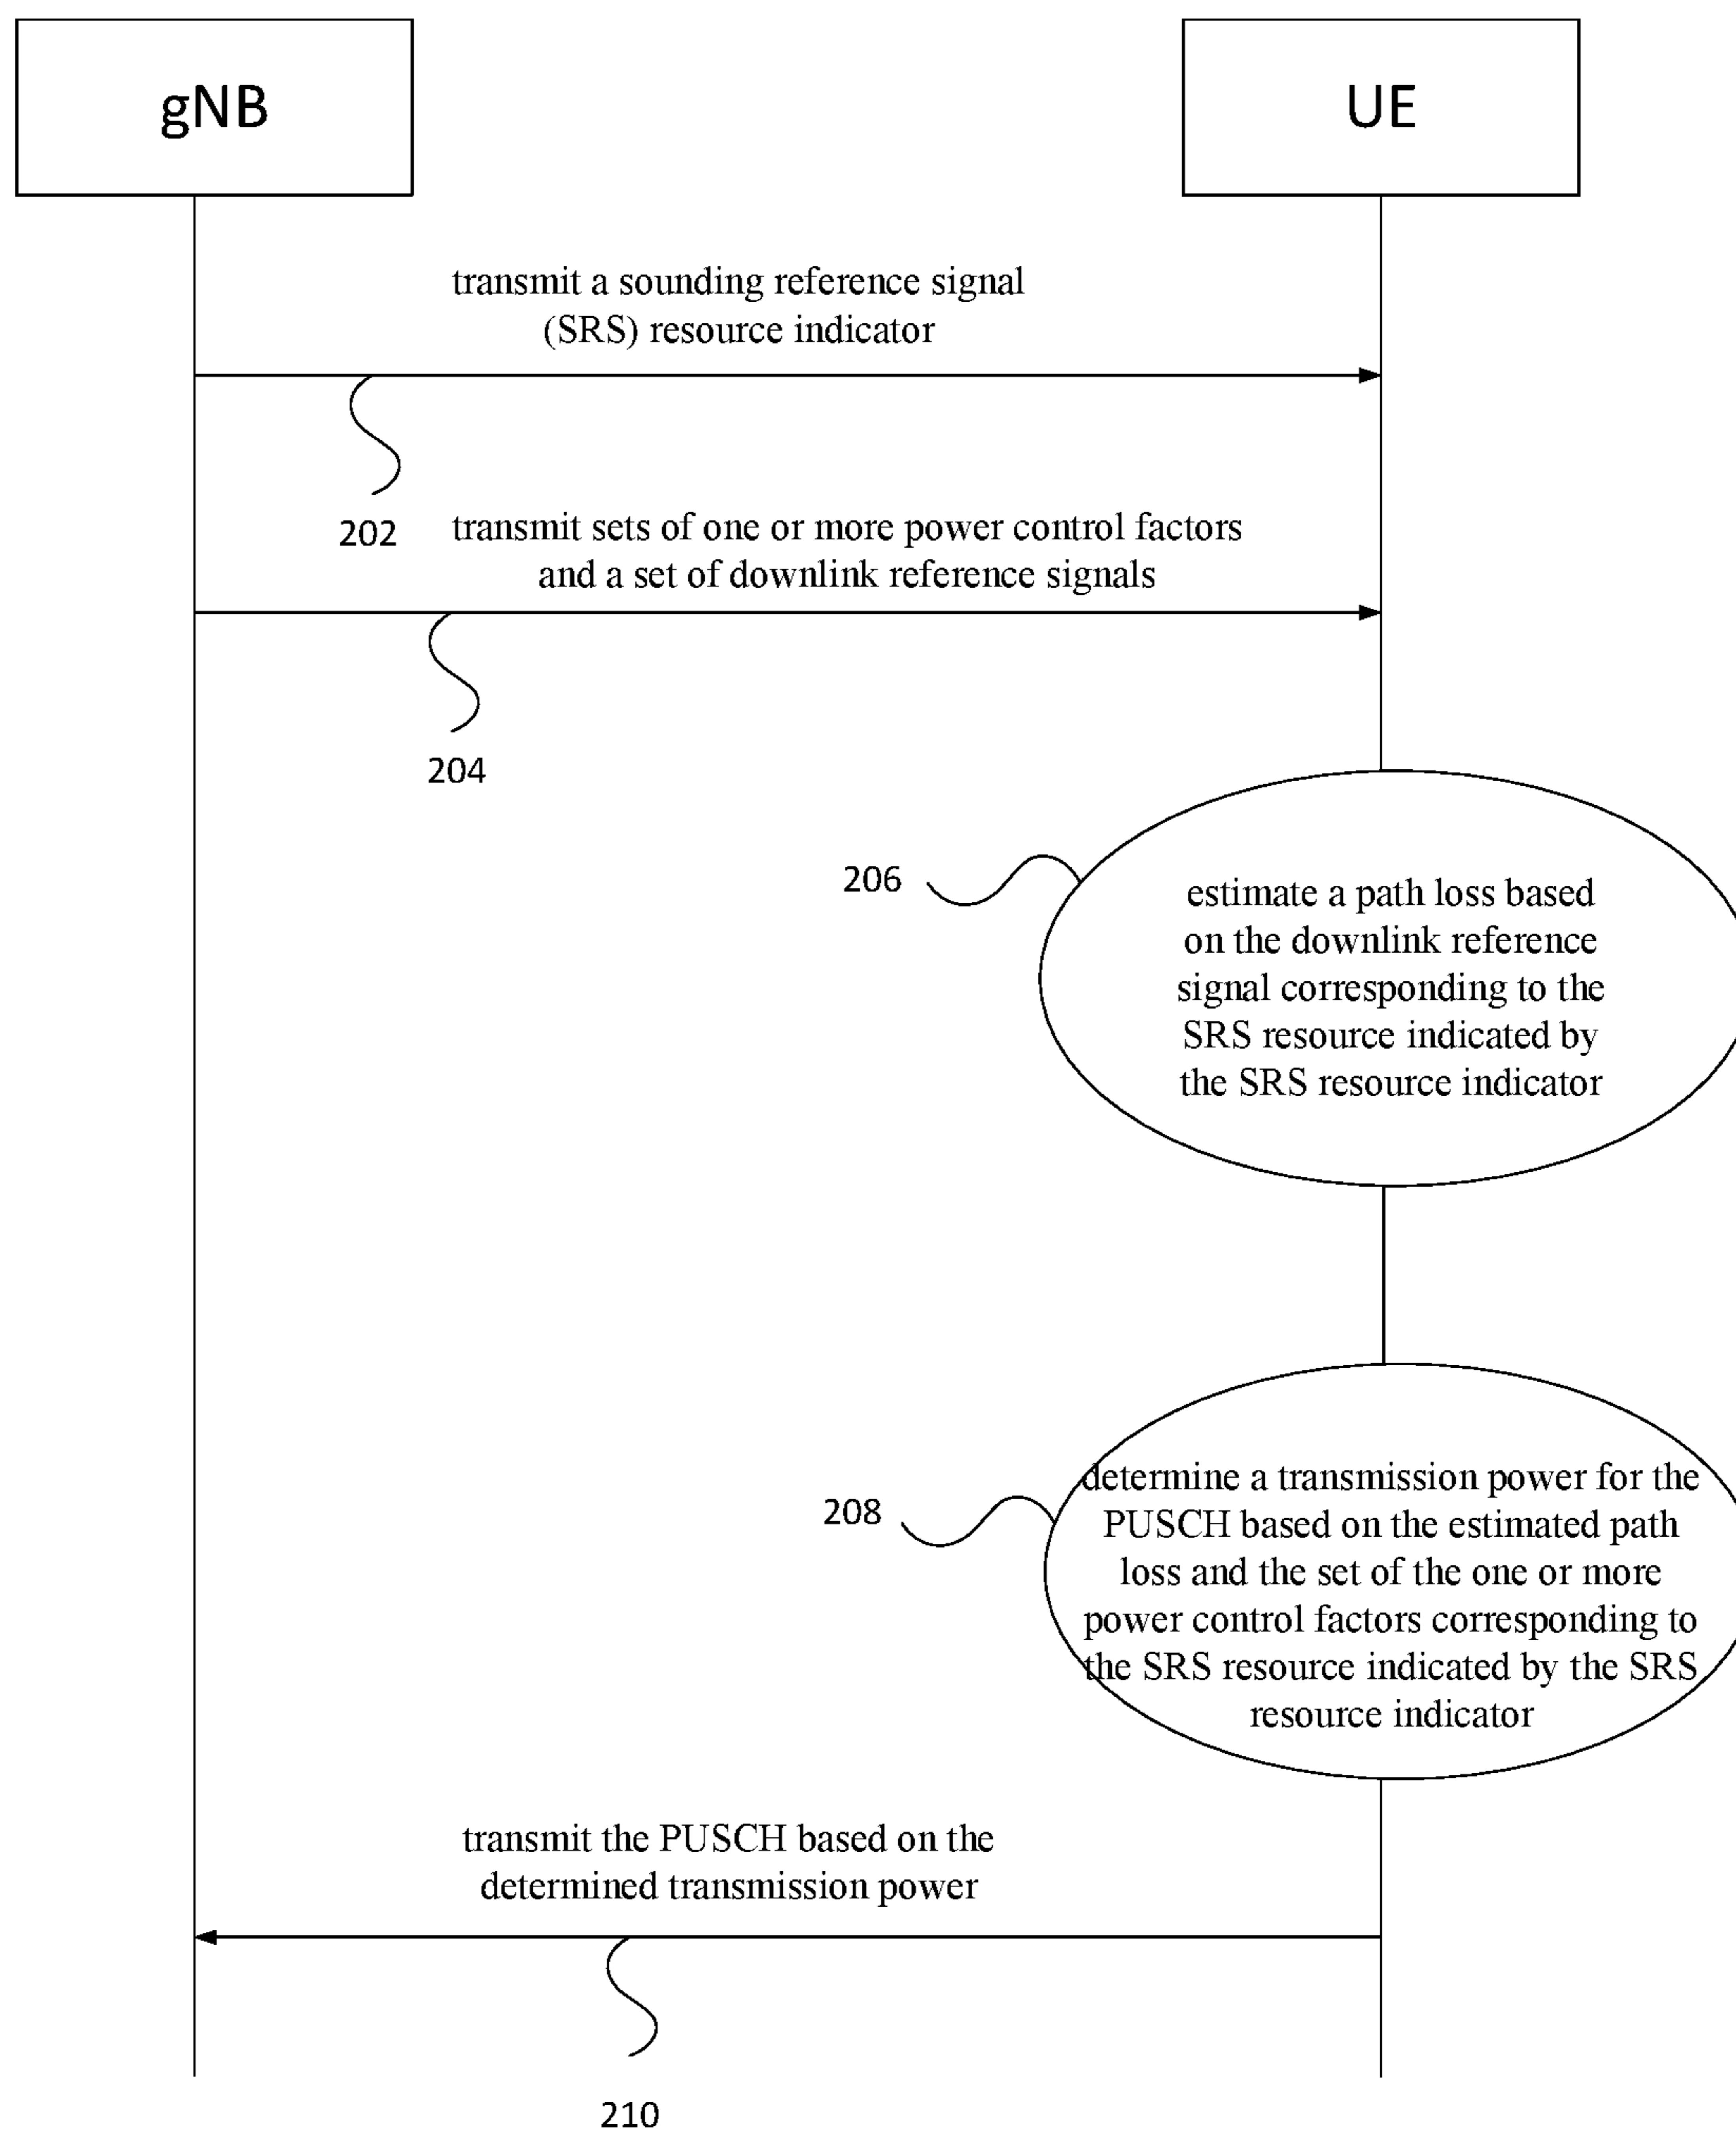 gNB
UE
transmit a sounding reference signal
(SRS) resource indicator
202
transmit sets of one or more power control factors
and a set of downlink reference signals
204
206
estimate a path loss based
on the downlink reference
signal corresponding to the
SRS resource indicated by
the SRS resource indicator
208
determine a transmission power for the
PUSCH based on the estimated path
loss and the set of the one or more
power control factors corresponding to
the SRS resource indicated by the SRS
resource indicator
transmit the PUSCH based on the
determined transmission power
210